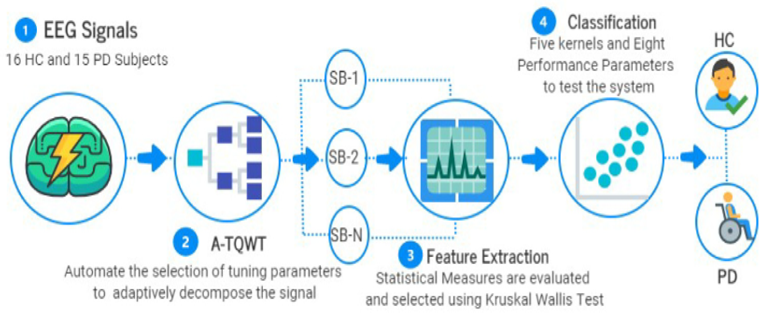 1 EEG Signals
16 HC and 15 PD Subjects
2 A-TQWT
Automate the selection of tuning parameters
to adaptively decompose the signal
SB-1
SB-2
SB-N
3 Feature Extraction
Statistical Measures are evaluated
and selected using Kruskal Wallis Test
4 Classification
Five kernels and Eight
Performance Parameters
to test the system
HC
PD